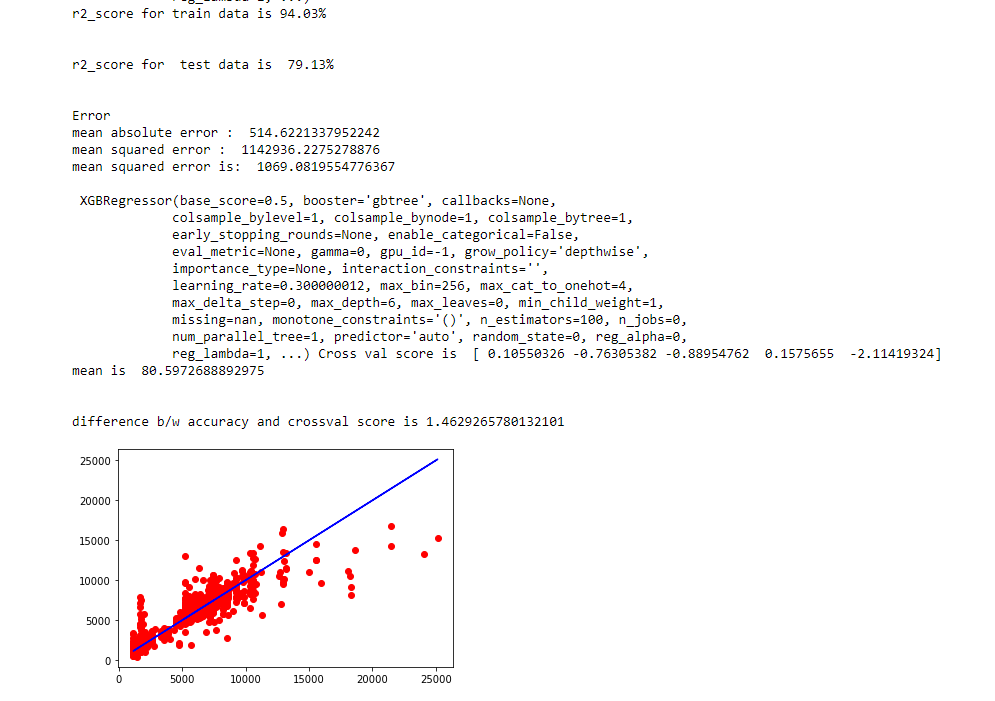 r2_score for train data is 94.03%
r2_score for  test data is  79.13%
Error
mean absolute error :  514.6221337952242
mean squared error :  1142936.2275278876
mean squared error is:  1069.0819554776367
XGBRegressor(base_score=0.5, booster='gbtree', callbacks=None,
colsample_bylevel=1, colsample_bynode=1, colsample_bytree=1,
early_stopping_rounds=None, enable_categorical=False,
eval_metric=None, gamma=0, gpu_id=-1, grow_policy='depthwise',
importance_type=None, interaction_constraints='',
learning_rate=0.300000012, max_bin=256, max_cat_to_onehot=4,
max_delta_step=0, max_depth=6, max_leaves=0, min_child_weight=1,
missing=nan, monotone_constraints='()', n_estimators=100, n_jobs=0,
num_parallel_tree=1, predictor='auto', random_state=0, reg_alpha=0,
reg_lambda=1, ...) Cross val score is  [ 0.10550326 -0.76305382 -0.88954762  0.1575655  -2.11419324]
mean is  80.5972688892975
difference b/w accuracy and crossval score is 1.4629265780132101
25000
20000
15000
10000
5000
0
0 5000 10000 15000 20000 25000